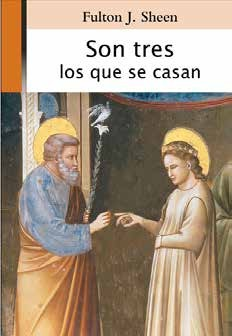 Fulton J. Sheen
Son tres
los que se casan